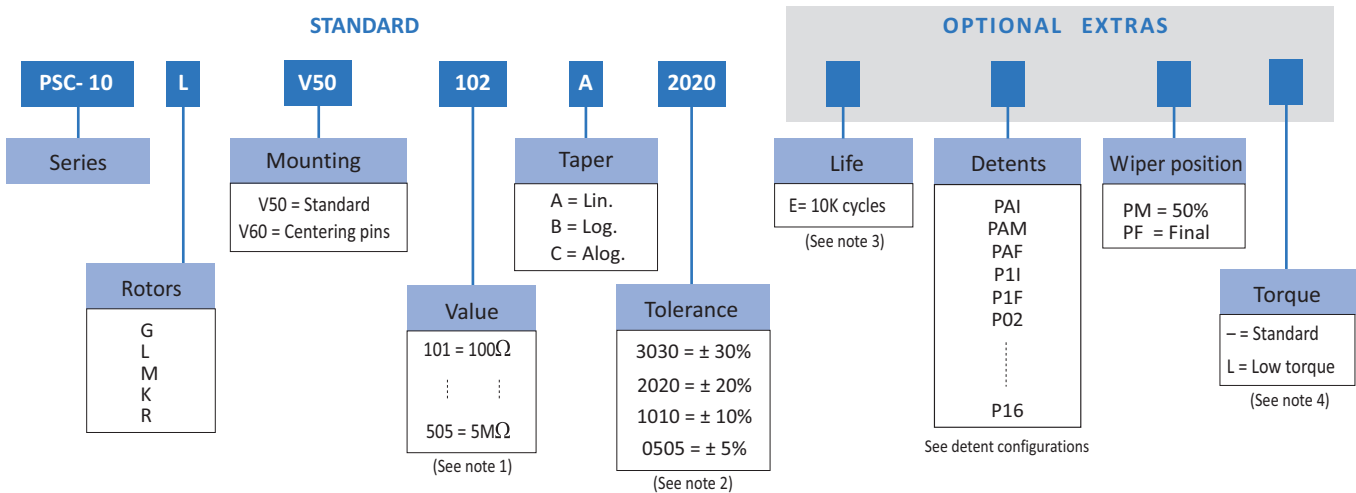 STANDARD
OPTIONAL EXTRAS
PSC- 10
L
V50
102
A
2020
Series
Mounting
V50 = Standard
V60 = Centering pins
Taper
A = Lin.
B = Log.
C = Alog.
Life
E= 10K cycles
(See note 3)
Detents
PAI
PAM
PAF
P1I
P1F
P02
P16
See detent configurations
Wiper position
PM = 50%
PF = Final
Rotors
G
L
M
K
R
Value
101 = 100Ω
505 = 5MΩ
(See note 1)
Tolerance
3030 = ± 30%
2020 = ± 20%
1010 = ± 10%
0505 = ± 5%
(See note 2)
Torque
– = Standard
L = Low torque
(See note 4)